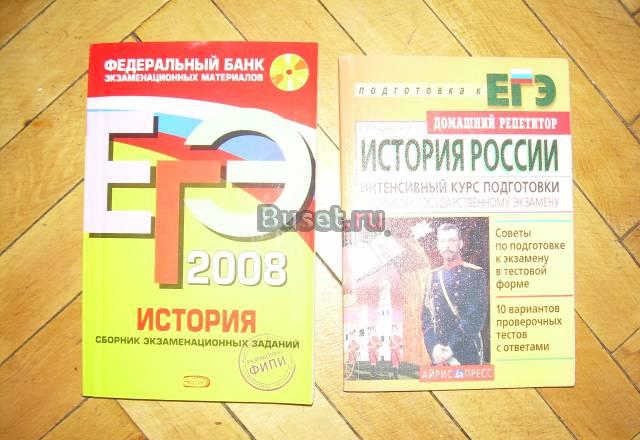 ФЕДЕРАЛЬНЫЙ БАНК
ЭКЗАМЕНАЦИОННЫХ МАТЕРИАЛОВ
ЕГЭ
2008
ИСТОРИЯ
СБОРНИК ЭКЗАМЕНАЦИОННЫХ ЗАДАНИЙ
РАЗРАБОТАНО
ФИПИ
ПОДГОТОВКА К
ЕГЭ
ДОМАШНИЙ РЕПЕТИТОР
ИСТОРИЯ РОССИИ
ИНТЕНСИВНЫЙ КУРС ПОДГОТОВКИ
ГОСУДАРСТВЕННОМУ ЭКЗАМЕНУ
Советы
по подготовке
к экзамену
в тестовой
форме
10 вариантов
проверочных
тестов
с ответами
АЙРИС ПРЕСС
Buset.ru